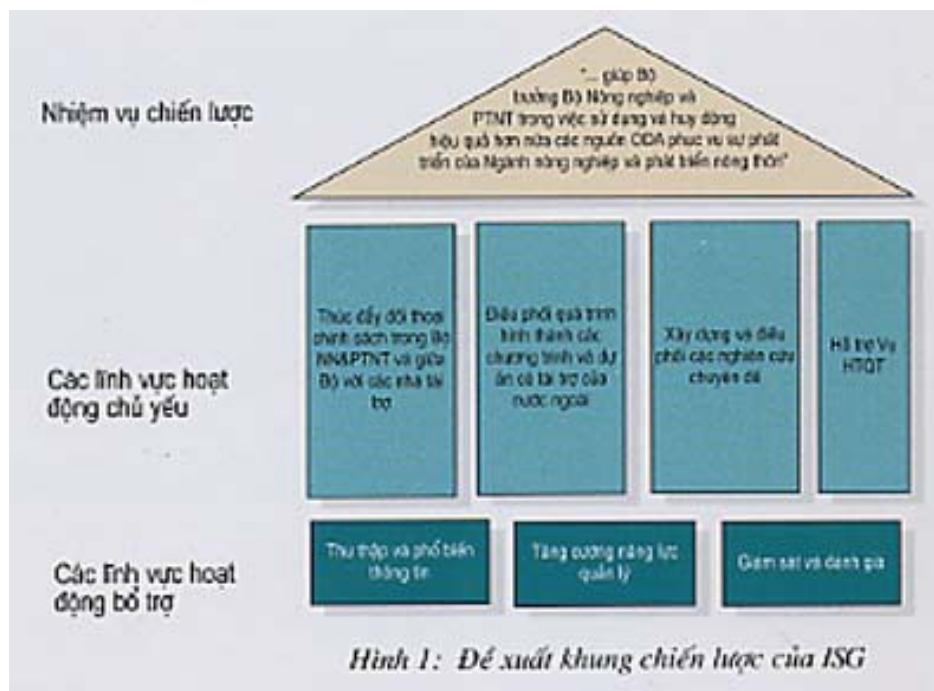 Nhiệm vụ chiến lược
"... giúp Bộ
trưởng Bộ Nông nghiệp và
PTNT trong việc sử dụng và huy động
hiệu quả hơn nữa các nguồn ODA phục vụ sự phát
triển của Ngành nông nghiệp và phát triển nông thôn"
Các lĩnh vực hoạt
động chủ yếu
Thúc đẩy đối thoại
chính sách trong Bộ
NN&PTNT và giữa
Bộ với các nhà tài
trợ
Điều phối quá trình
hình thành các
chương trình và dự
án có tài trợ của
nước ngoài
Xây dựng và điều
phối các nghiên cứu
chuyên đề
Hỗ trợ Vụ
HTQT
Các lĩnh vực hoạt
động bổ trợ
Thu thập và phổ biến
thông tin
Tăng cường năng lực
quản lý
Giám sát và đánh giá
Hình 1: Đề xuất khung chiến lược của ISG